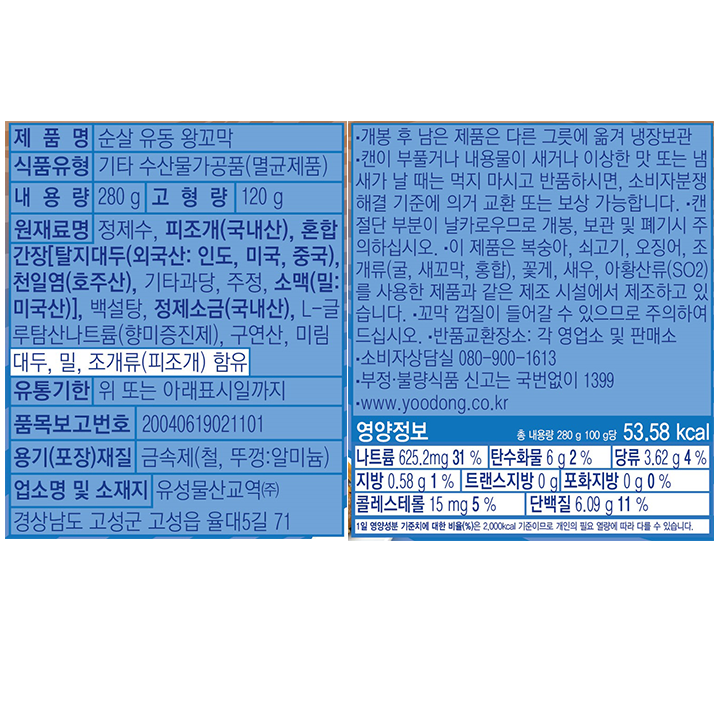 제 품 명 순살 유동 왕꼬막
식품유형 기타 수산물가공품(멸균제품)
내 용 량 280 g 고 형 량 120 g
원재료명 정제수, 피조개(국내산), 혼합
간장[탈지대두(외국산: 인도, 미국, 중국),
천일염(호주산), 기타과당, 주정, 소맥(밀:
미국산)], 백설탕, 정제소금(국내산), L-글
루탐산나트륨(향미증진제), 구연산, 미림
대두, 밀, 조개류(피조개) 함유
유통기한 위 또는 아래표시일까지
품목보고번호 20040619021101
용기(포장)재질 금속제(철, 뚜껑:알미늄)
업소명 및 소재지 유성물산교역㈜
경상남도 고성군 고성읍 율대5길 71
•개봉 후 남은 제품은 다른 그릇에 옮겨 냉장보관
•캔이 부풀거나 내용물이 새거나 이상한 맛 또는 냄
새가 날 때는 먹지 마시고 반품하시면, 소비자분쟁
해결 기준에 의거 교환 또는 보상 가능합니다. •캔
절단 부분이 날카로우므로 개봉, 보관 및 폐기시 주
의하십시오. •이 제품은 복숭아, 쇠고기, 오징어, 조
개류(굴, 새꼬막, 홍합), 꽃게, 새우, 아황산류(SO2)
를 사용한 제품과 같은 제조 시설에서 제조하고 있
습니다. •꼬막 껍질이 들어갈 수 있으므로 주의하여
드십시오. •반품교환장소: 각 영업소 및 판매소
•소비자상담실 080-900-1613
•부정·불량식품 신고는 국번없이 1399
•www.yoodong.co.kr
영양정보 총 내용량 280 g 100 g당 53.58 kcal
나트륨 625.2mg 31 % 탄수화물 6 g 2 % 당류 3.62 g 4 %
지방 0.58 g 1 % 트랜스지방 0 g 포화지방 0 g 0 %
콜레스테롤 15 mg 5 % 단백질 6.09 g 11 %
1일 영양성분 기준치에 대한 비율(%)은 2,000kcal 기준이므로 개인의 필요 열량에 따라 다를 수 있습니다.